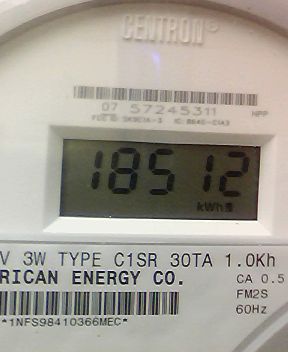 CENTRON®
07 57245311 NPP
18512
kWh
V 3W TYPE C1SR 30TA 1.0Kh
RICAN ENERGY CO. CA 0.5
FM2S
60Hz
*1NFS98410366MEC*